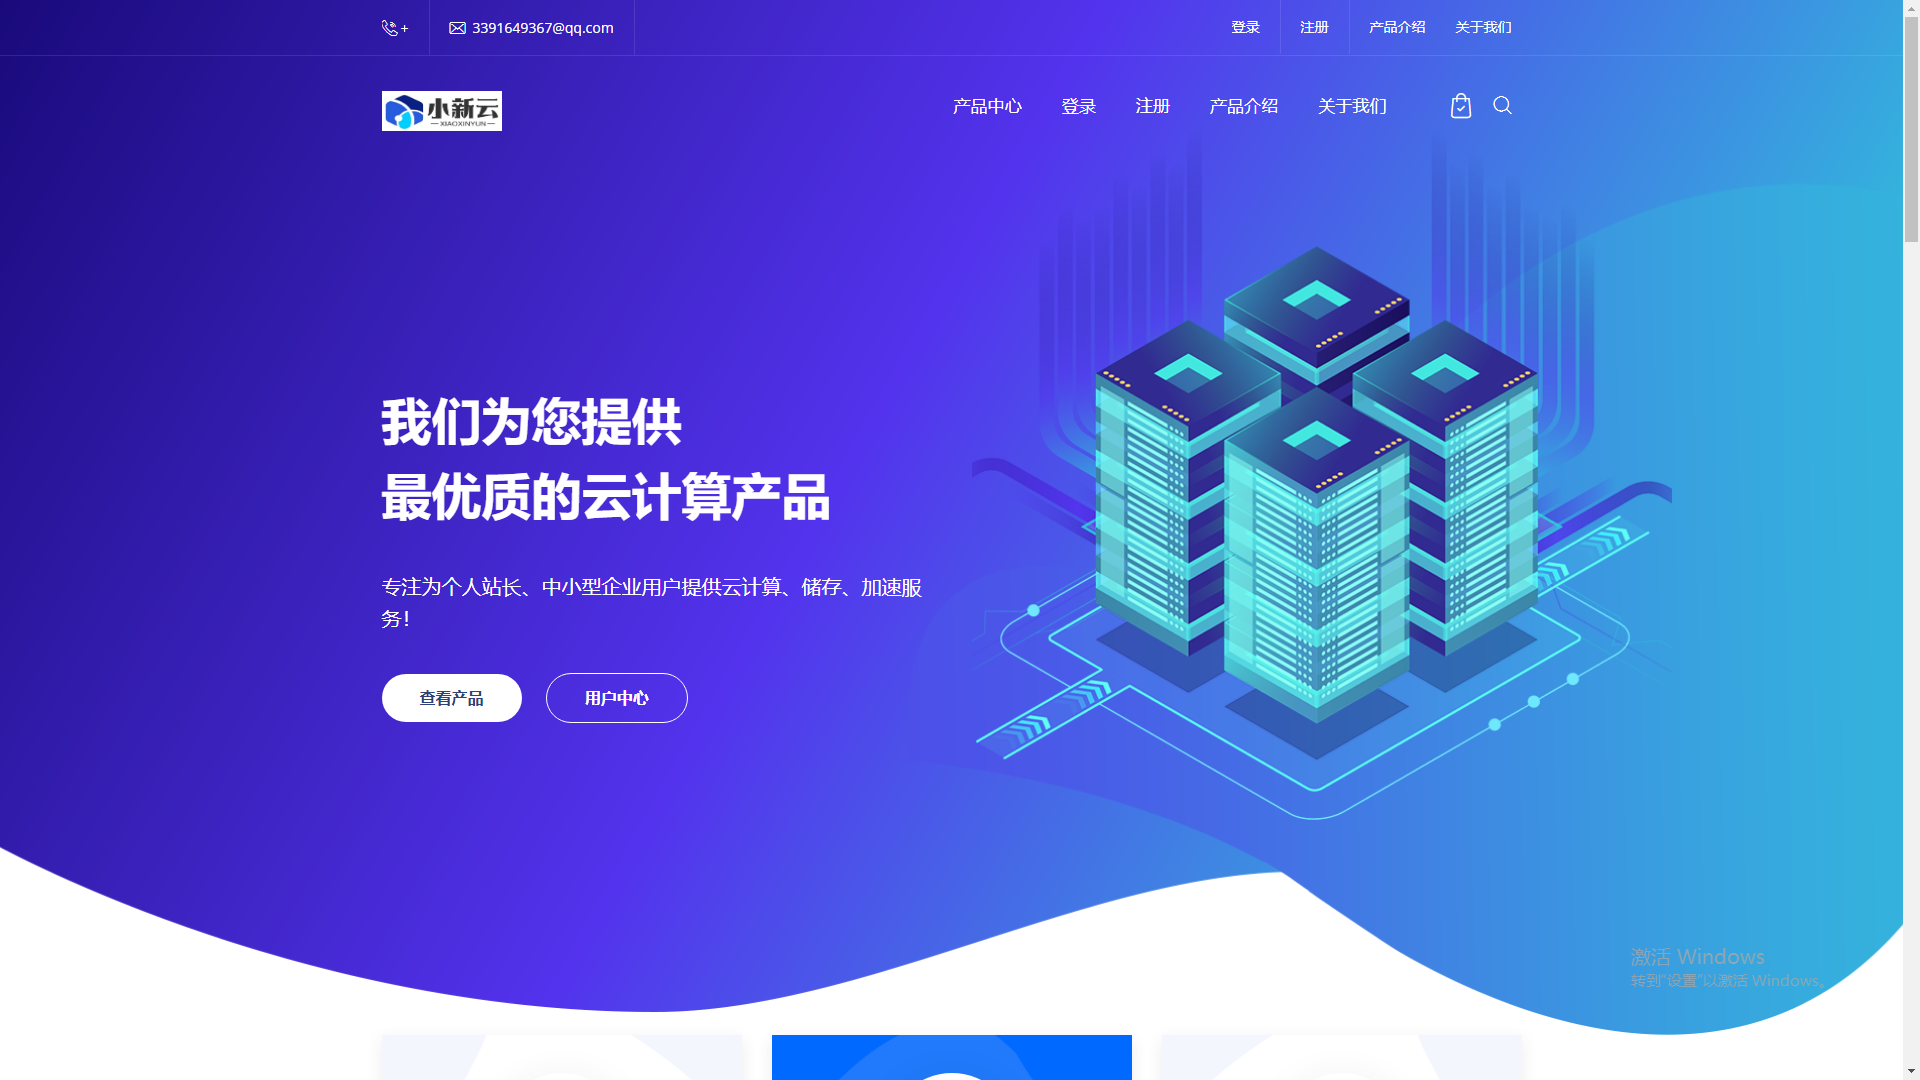 +
3391649367@qq.com
登录
注册
产品介绍
关于我们
小新云
—XIAOXINYUN—
产品中心
登录
注册
产品介绍
关于我们
我们为您提供
最优质的云计算产品
专注为个人站长、中小型企业用户提供云计算、储存、加速服
务!
查看产品
用户中心
激活 Windows
转到"设置"以激活 Windows。